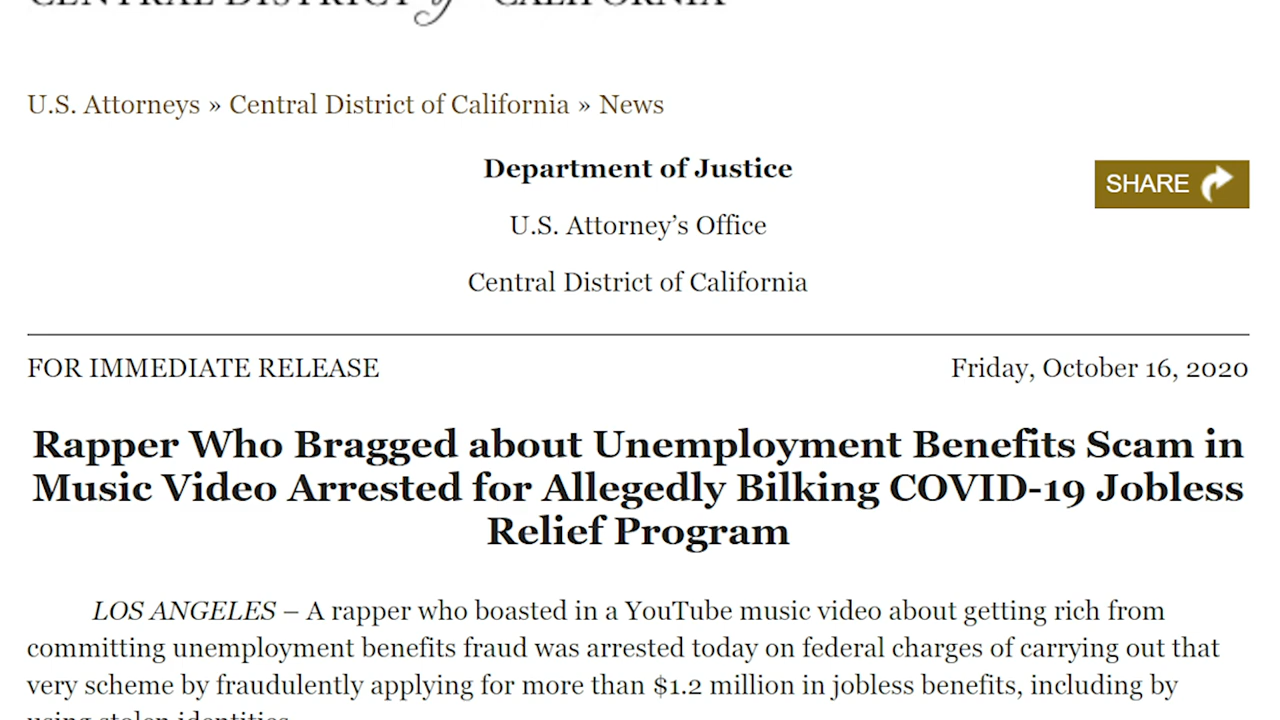 CENTRAL DISTRICT of CALIFORNIA
U.S. Attorneys » Central District of California » News
Department of Justice
SHARE
U.S. Attorney’s Office
Central District of California
FOR IMMEDIATE RELEASE Friday, October 16, 2020
Rapper Who Bragged about Unemployment Benefits Scam in
Music Video Arrested for Allegedly Bilking COVID-19 Jobless
Relief Program
LOS ANGELES – A rapper who boasted in a YouTube music video about getting rich from
committing unemployment benefits fraud was arrested today on federal charges of carrying out that
very scheme by fraudulently applying for more than $1.2 million in jobless benefits, including by
using stolen identities.